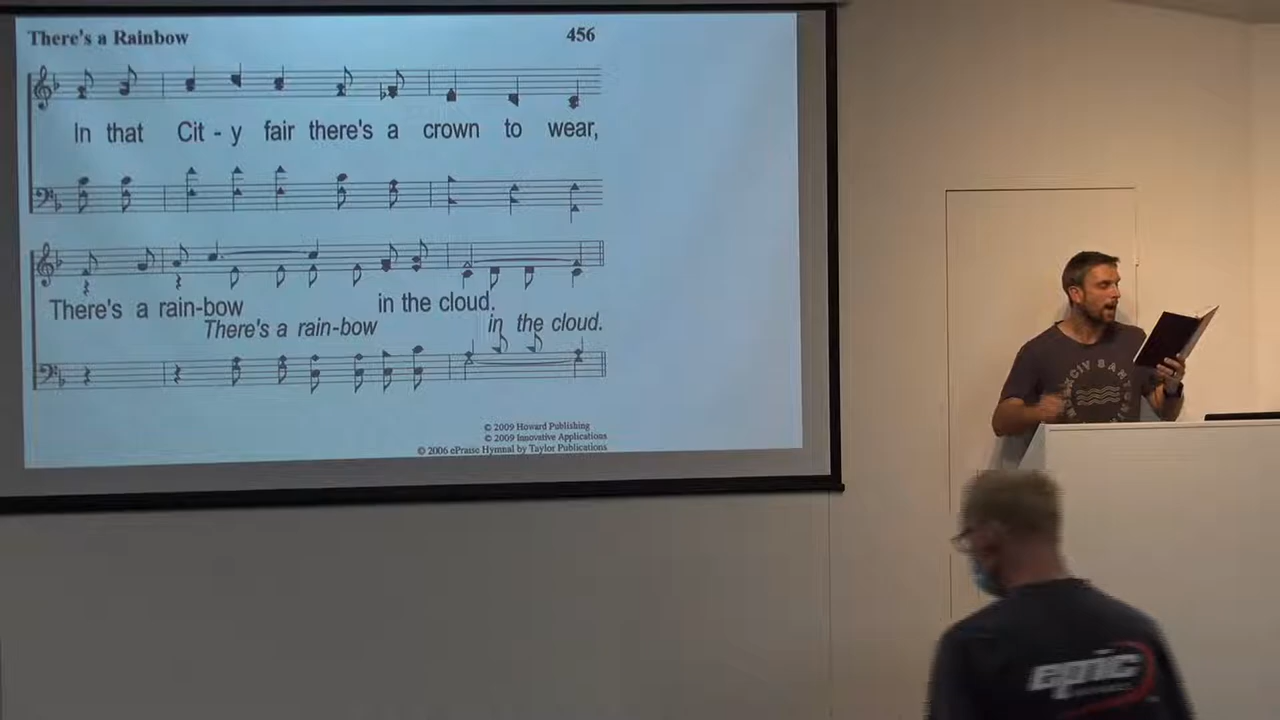 There's a Rainbow 456
In that Cit - y fair there's a crown to wear,
There's a rain-bow in the cloud.
There's a rain-bow in the cloud.
© 2009 Howard Publishing
© 2009 Innovative Applications
© 2006 ePraise Hymnal by Taylor Publications
epic